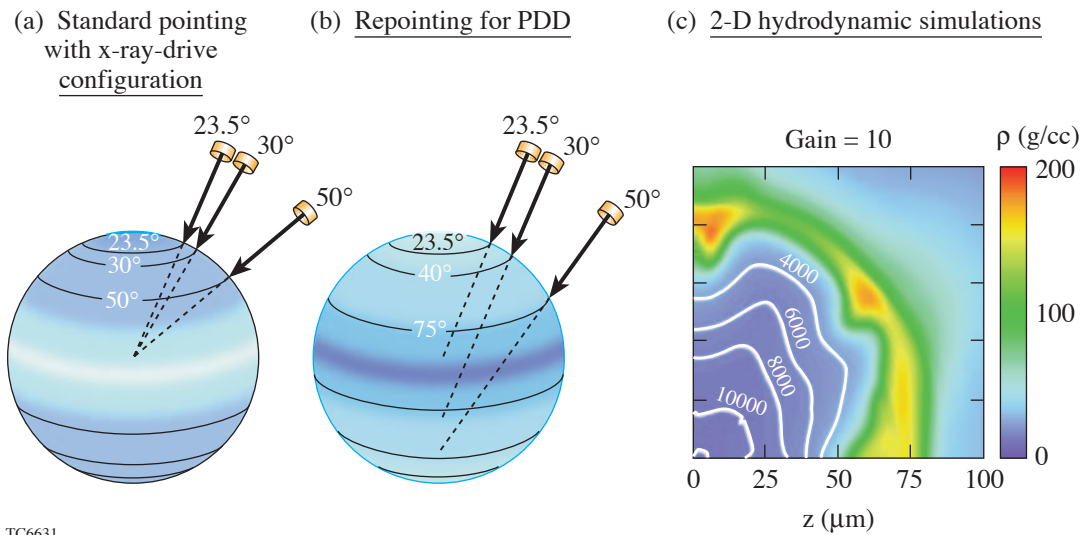 (a) Standard pointing
with x-ray-drive
configuration
23.5°
30°
50°
23.5°
30°
50°
(b) Repointing for PDD
23.5°
30°
50°
23.5°
40°
75°
(c) 2-D hydrodynamic simulations
Gain = 10
ρ (g/cc)
200
100
0
4000
6000
8000
10000
0 25 50 75 100
z (μm)
TC6631